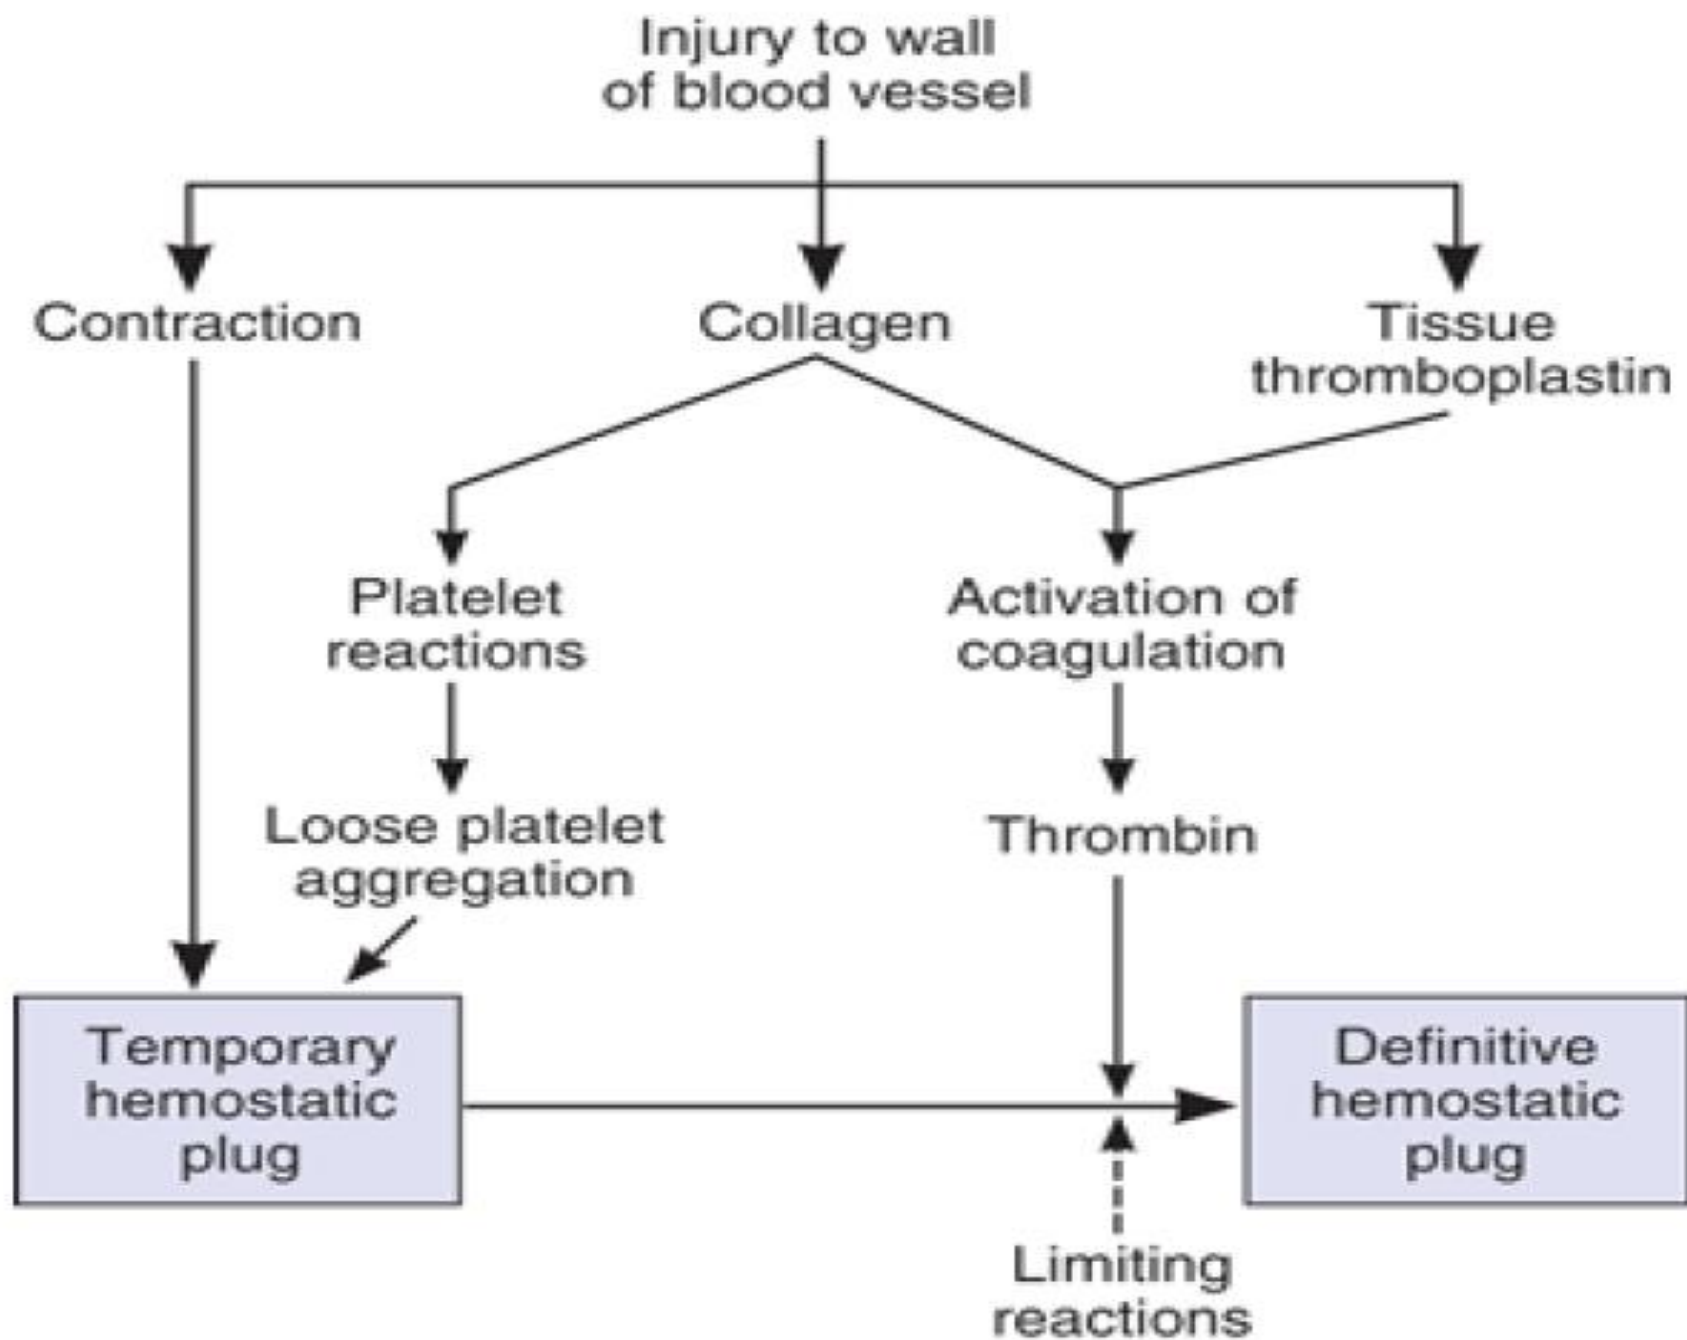 Injury to wall
of blood vessel
Contraction
Collagen
Tissue
thromboplastin
Platelet
reactions
Activation of
coagulation
Loose platelet
aggregation
Thrombin
Temporary
hemostatic
plug
Definitive
hemostatic
plug
Limiting
reactions